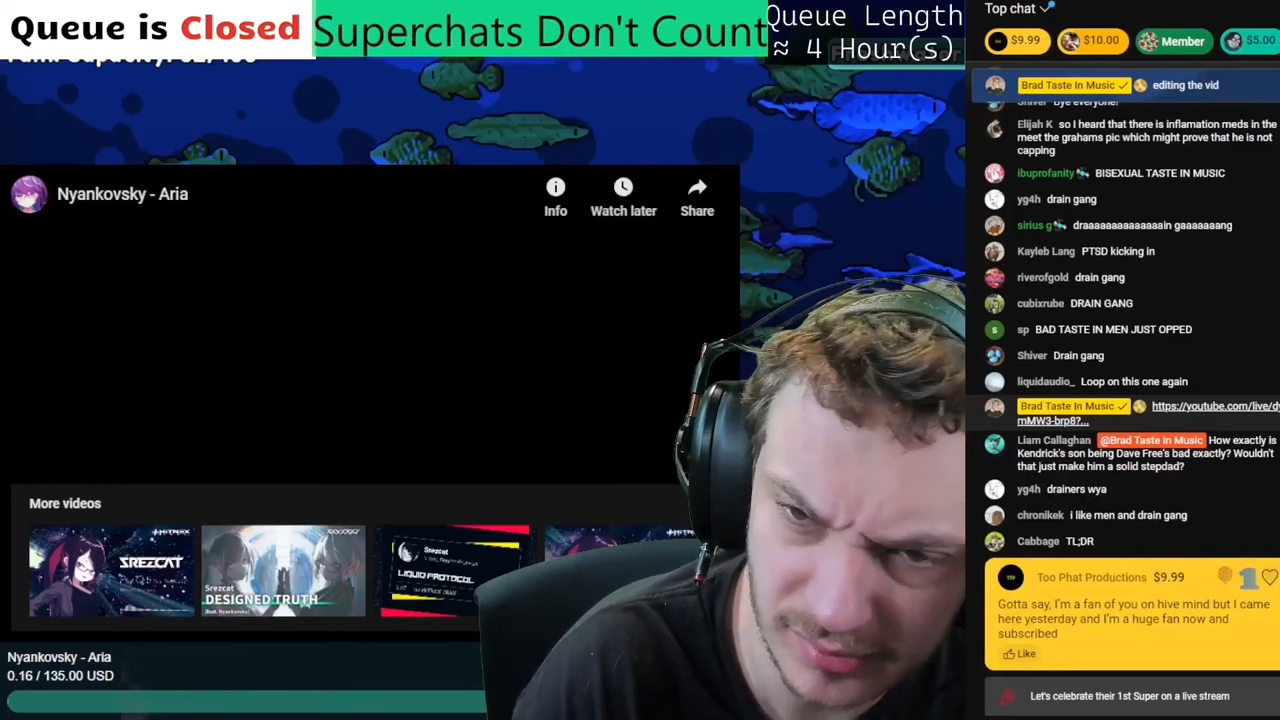 Queue is Closed
Superchats Don't Count
Queue Length
≈ 4 Hour(s)
Nyankovsky - Aria
Info
Watch later
Share
More videos
SREZCAT
Srezcat
DESIGNED TRUTH
Srezcat
LIQUID PROTOCOL
Nyankovsky - Aria
0.16 / 135.00 USD
Top chat
$9.99
$10.00
Member
$5.00
Brad Taste In Music editing the vid
Shiver Bye everyone!
Elijah K so I heard that there is inflamation meds in the
meet the grahams pic which might prove that he is not
capping
ibuprofanity BISEXUAL TASTE IN MUSIC
yg4h drain gang
sirius g draaaaaaaaaaaaaain gaaaaaaang
Kayleb Lang PTSD kicking in
riverofgold drain gang
cubixrube DRAIN GANG
sp BAD TASTE IN MEN JUST OPPED
Shiver Drain gang
liquidaudio_ Loop on this one again
Brad Taste In Music https://youtube.com/live/d
mMW3-brp8?...
Liam Callaghan @Brad Taste In Music How exactly is
Kendrick's son being Dave Free's bad exactly? Wouldn't
that just make him a solid stepdad?
yg4h drainers wya
chronikek i like men and drain gang
Cabbage TL;DR
Too Phat Productions $9.99
Gotta say, I'm a fan of you on hive mind but I came
here yesterday and I'm a huge fan now and
subscribed
Like
Let's celebrate their 1st Super on a live stream